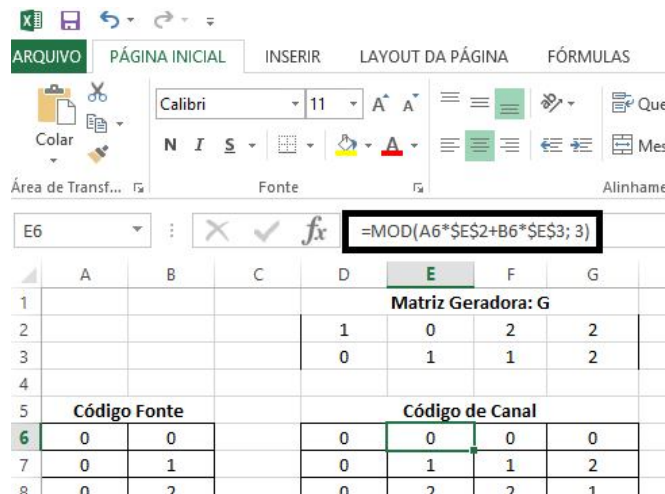 ARQUIVO PÁGINA INICIAL INSERIR LAYOUT DA PÁGINA FÓRMULAS
Calibri 11 A A Que
Colar N I S A Mes
Área de Transf... Fonte Alinhame
E6 fx =MOD(A6*$E$2+B6*$E$3; 3)
A B C D E F G
1 Matriz Geradora: G
2 1 0 2 2
3 0 1 1 2
4
5 Código Fonte Código de Canal
6 0 0 0 0 0 0
7 0 1 0 1 1 2
8 0 2 0 2 2 1